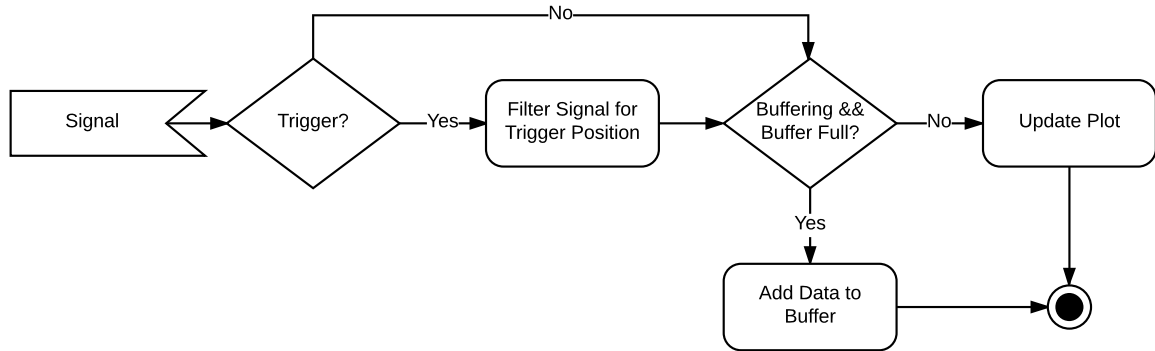 No
Signal
Trigger?
Yes
Filter Signal for
Trigger Position
Buffering &&
Buffer Full?
No
Update Plot
Yes
Add Data to
Buffer